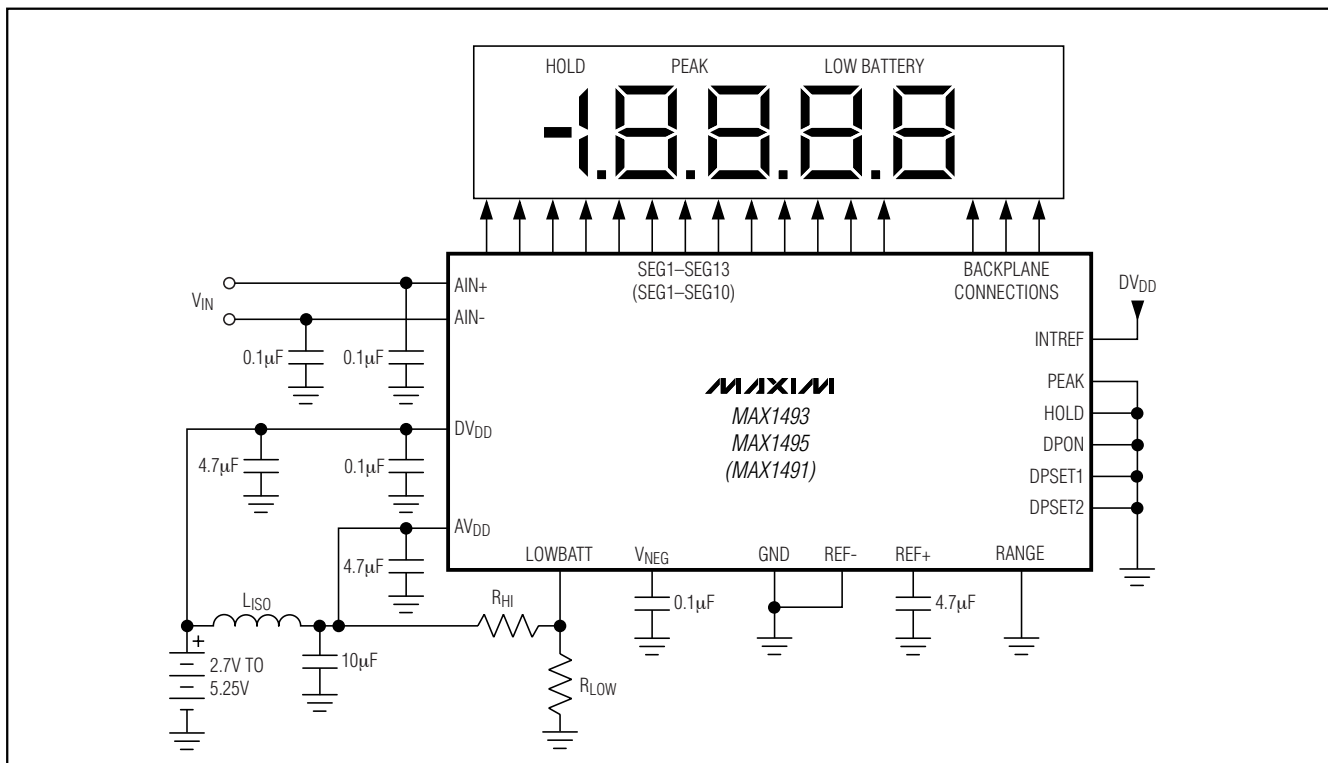 HOLD PEAK LOW BATTERY
-1.8.8.8.8
SEG1–SEG13
(SEG1–SEG10)
BACKPLANE
CONNECTIONS
DVDD
VIN
AIN+
AIN-
INTREF
0.1µF
0.1µF
PEAK
MAXIM
MAX1493
MAX1495
(MAX1491)
HOLD
DPON
DPSET1
DPSET2
DVDD
4.7µF
0.1µF
AVDD
4.7µF
LOWBATT
VNEG
GND
REF-
REF+
RANGE
0.1µF
4.7µF
LISO
RHI
+
2.7V TO
5.25V
10µF
RLOW